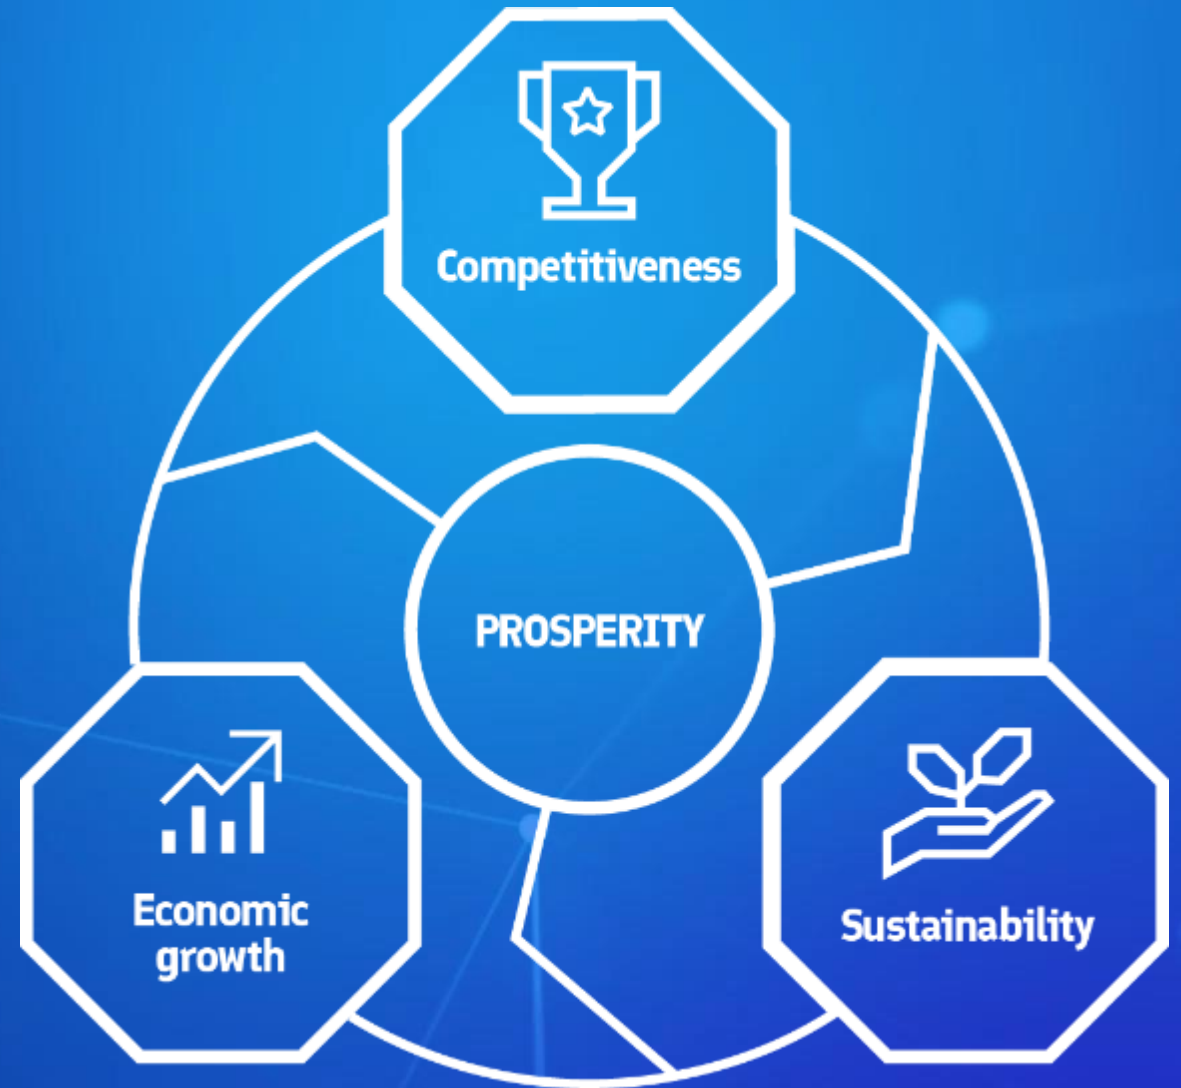 Competitiveness
PROSPERITY
Economic
growth
Sustainability